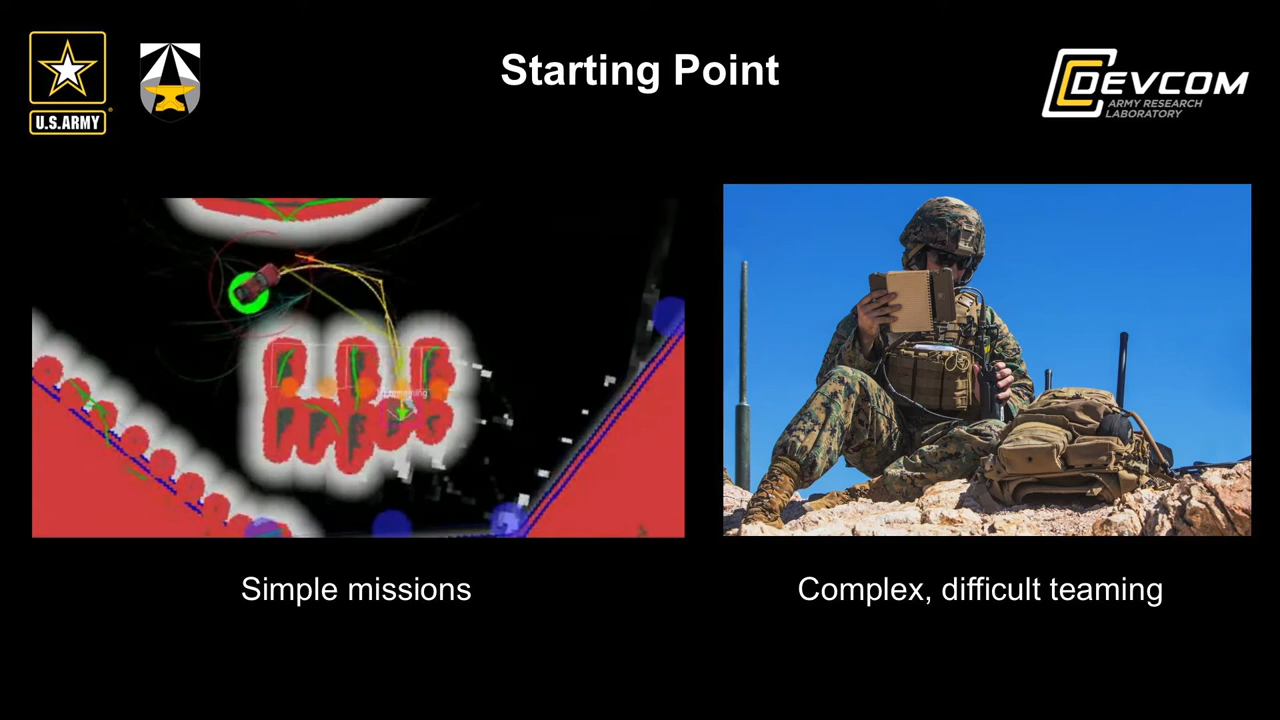 Starting Point
U.S.ARMY
DEVCOM
ARMY RESEARCH
LABORATORY
Simple missions
Complex, difficult teaming